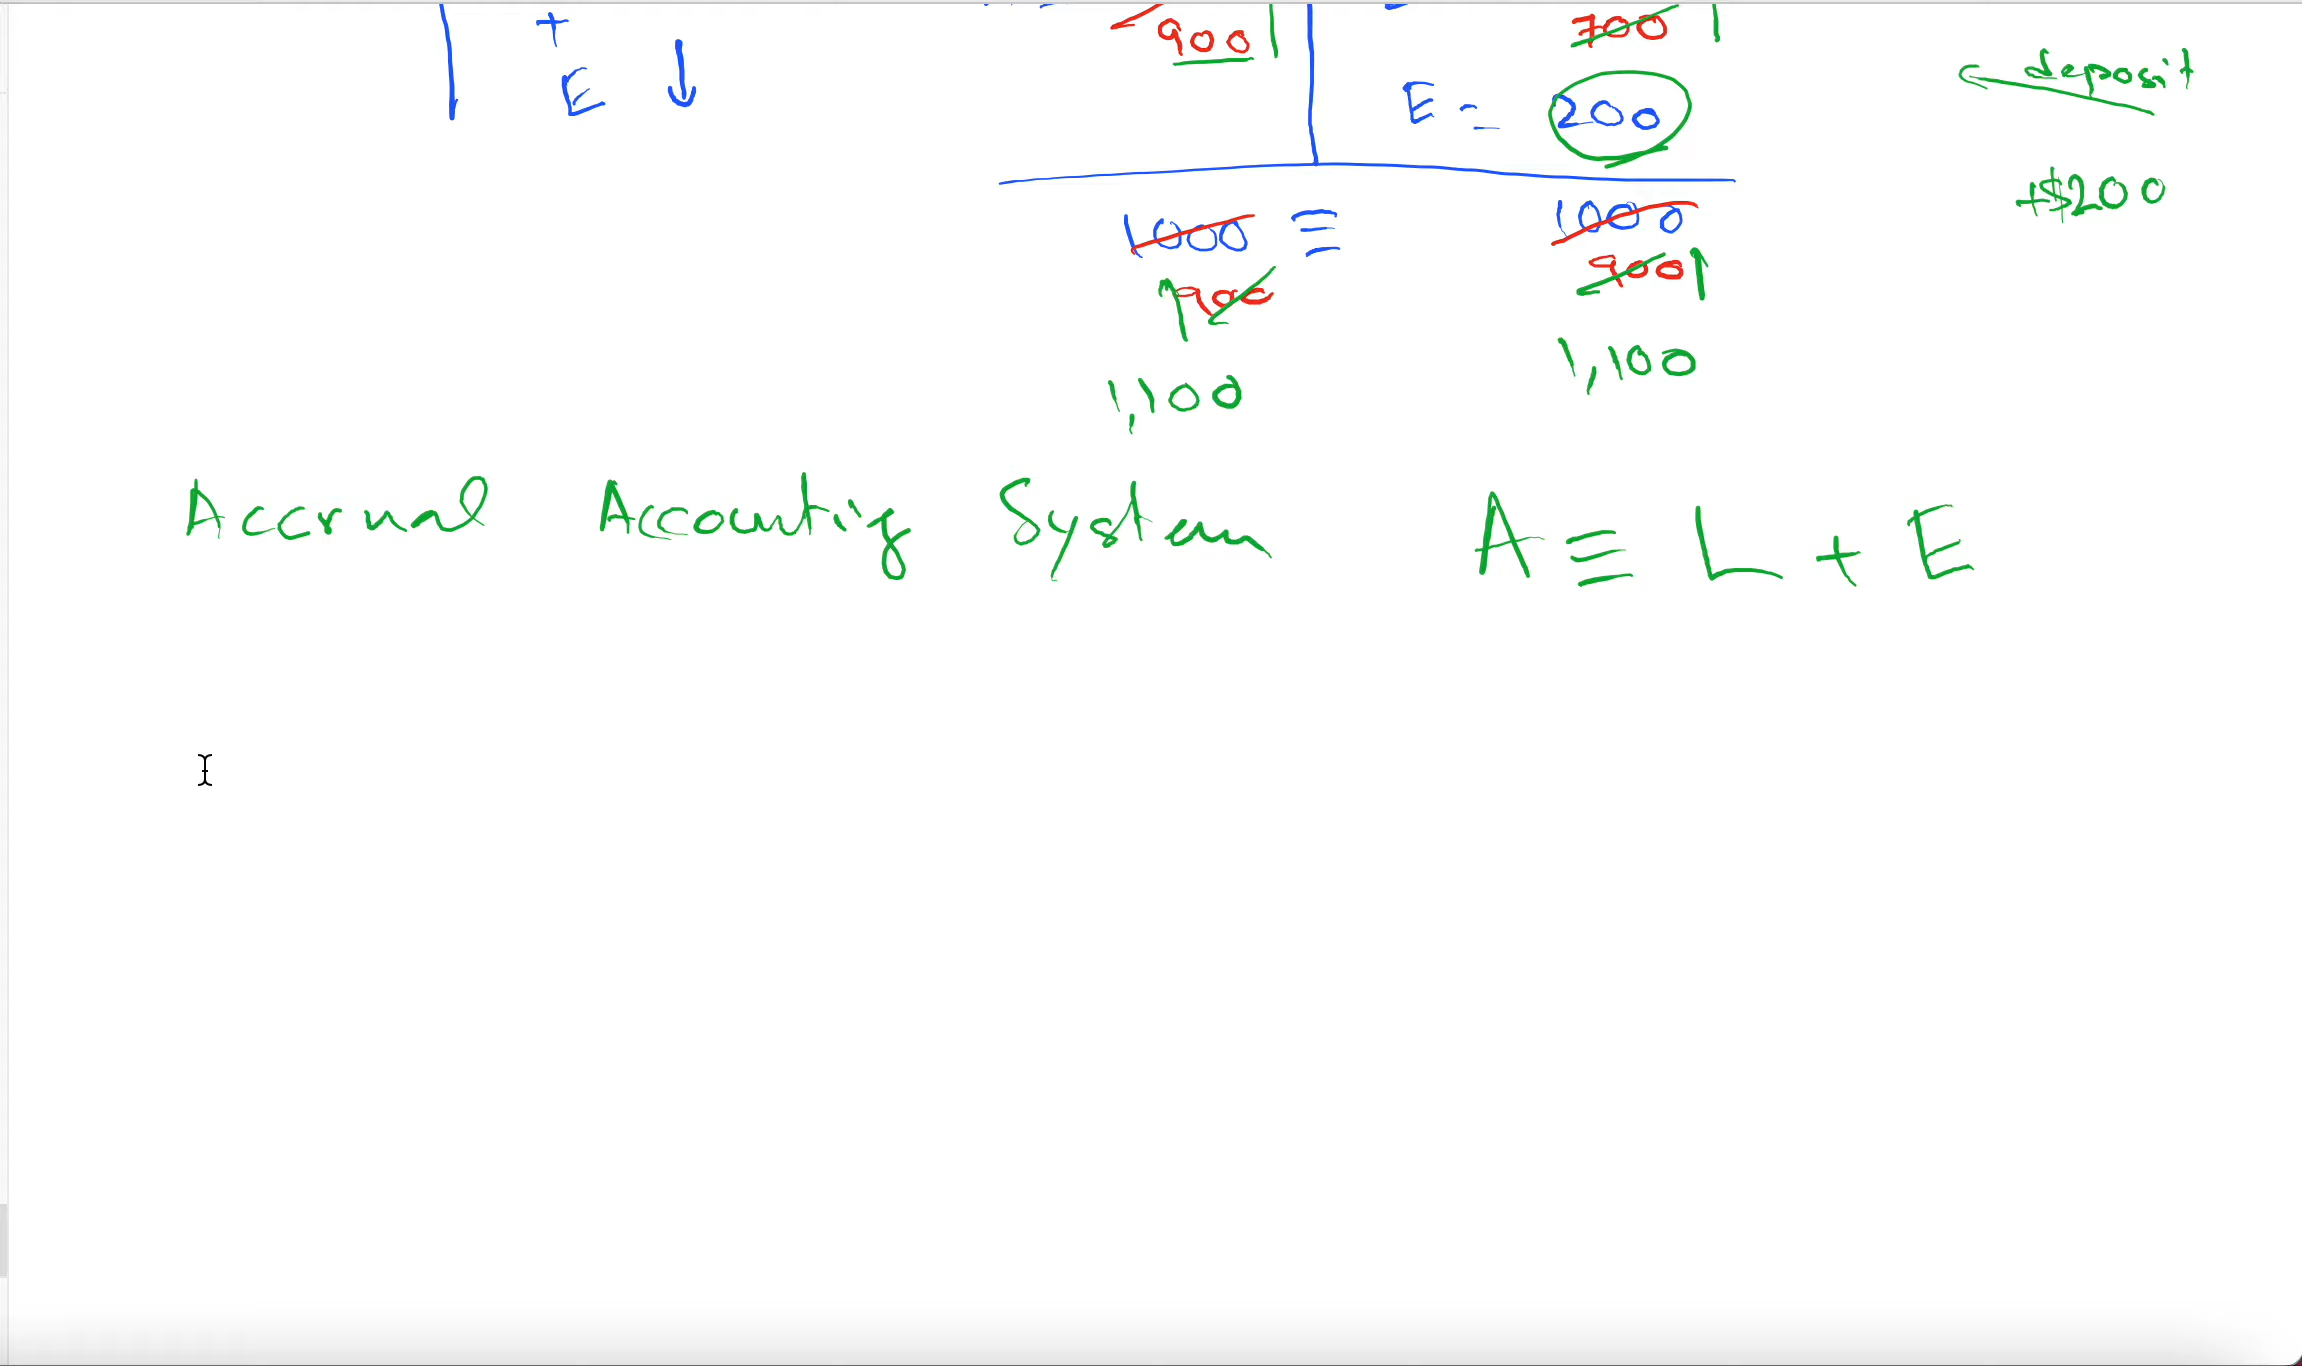 +
E ↓
900
700
E = 200
deposit
+$200
1000 ≡ 1000
900
900
1,100
1,100
Accrual Accounting System A ≡ L + E